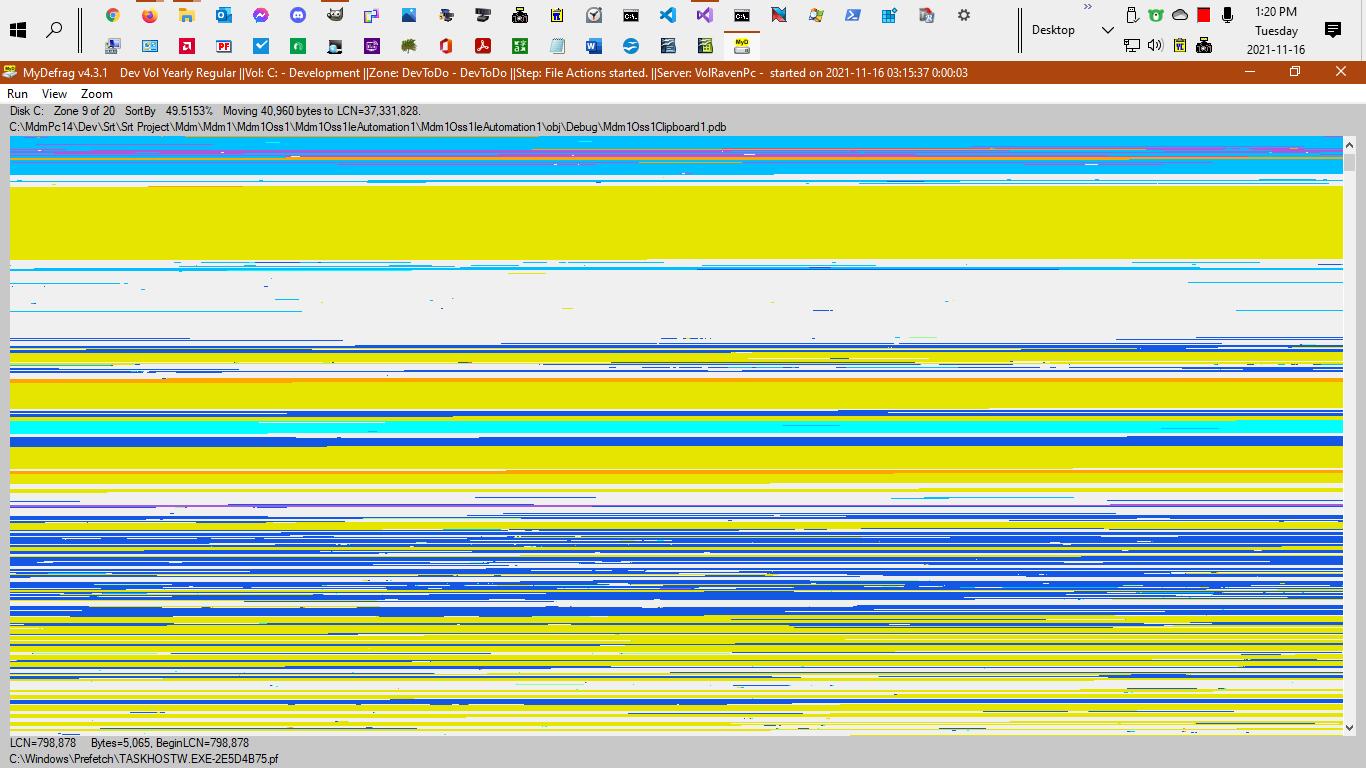 1:20 PM
Desktop
Tuesday
2021-11-16
MyDefrag v4.3.1 Dev Vol Yearly Regular ||Vol: C: - Development ||Zone: DevToDo - DevToDo ||Step: File Actions started. ||Server: VolRavenPc - started on 2021-11-16 03:15:37 0:00:03
Run View Zoom
Disk C: Zone 9 of 20 SortBy 49.5153% Moving 40,960 bytes to LCN=37,331,828.
C:\MdmPc14\Dev\Srt\Srt Project\Mdm\Mdm1\Mdm1Oss1\Mdm1Oss1IeAutomation1\Mdm1Oss1IeAutomation1\obj\Debug\Mdm1Oss1Clipboard1.pdb
LCN=798,878 Bytes=5,065, BeginLCN=798,878
C:\Windows\Prefetch\TASKHOSTW.EXE-2E5D4B75.pf